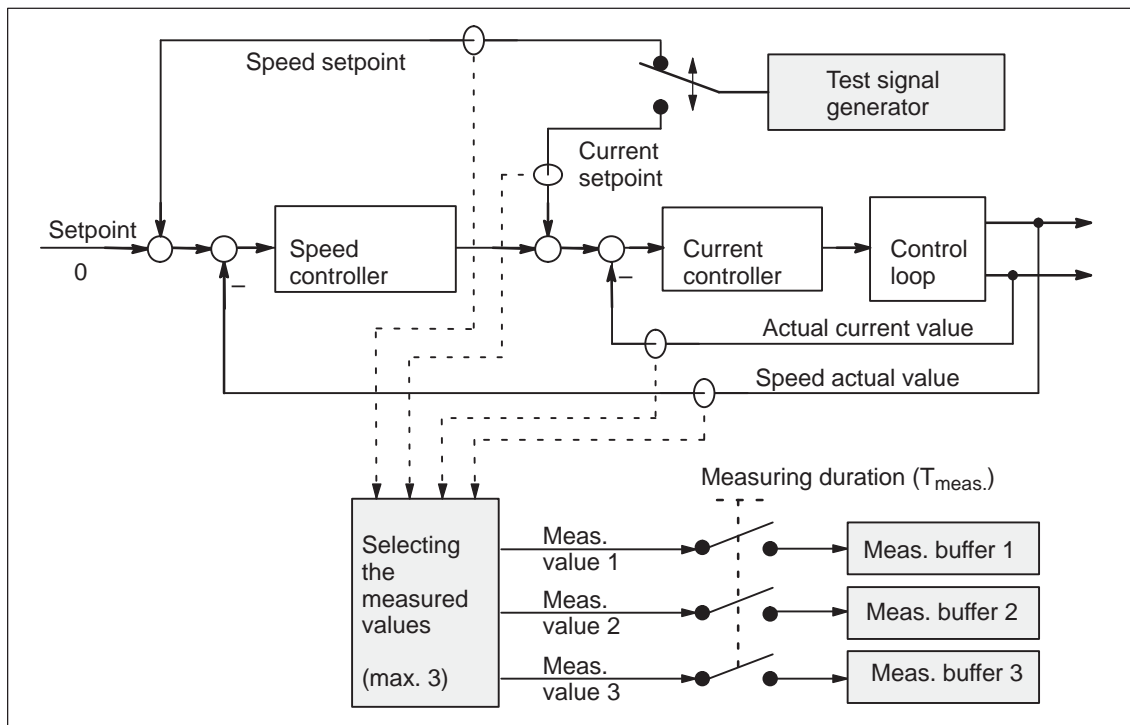 Speed setpoint
Test signal
generator
Current
setpoint
Setpoint
0
Speed
controller
Current
controller
Control
loop
–
–
Actual current value
Speed actual value
Measuring duration (Tmeas.)
Selecting
the
measured
values
(max. 3)
Meas.
value 1
Meas. buffer 1
Meas.
value 2
Meas. buffer 2
Meas.
value 3
Meas. buffer 3